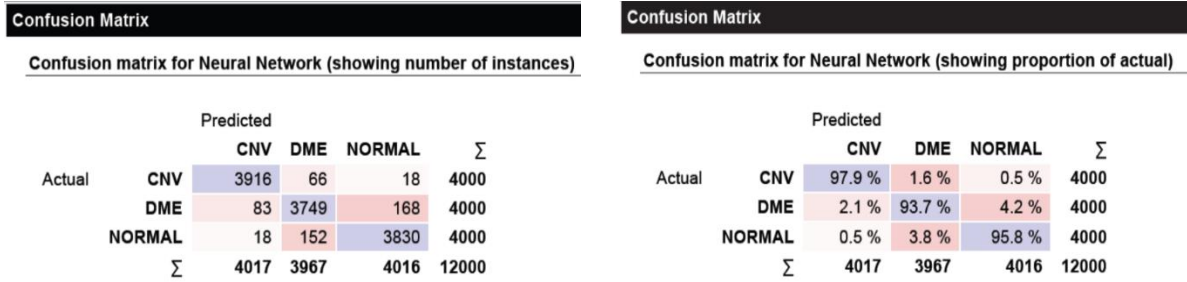 Confusion Matrix
Confusion matrix for Neural Network (showing number of instances)
Predicted
CNV DME NORMAL Σ
Actual CNV 3916 66 18 4000
DME 83 3749 168 4000
NORMAL 18 152 3830 4000
Σ 4017 3967 4016 12000
Confusion Matrix
Confusion matrix for Neural Network (showing proportion of actual)
Predicted
CNV DME NORMAL Σ
Actual CNV 97.9 % 1.6 % 0.5 % 4000
DME 2.1 % 93.7 % 4.2 % 4000
NORMAL 0.5 % 3.8 % 95.8 % 4000
Σ 4017 3967 4016 12000